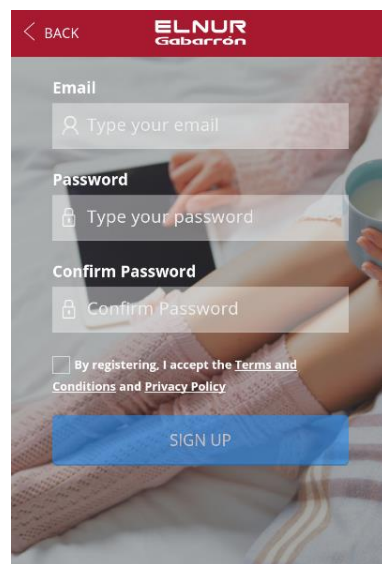 BACK
ELNUR
Gabarrón
Email
Type your email
Password
Type your password
Confirm Password
Confirm Password
By registering, I accept the Terms and
Conditions and Privacy Policy
SIGN UP